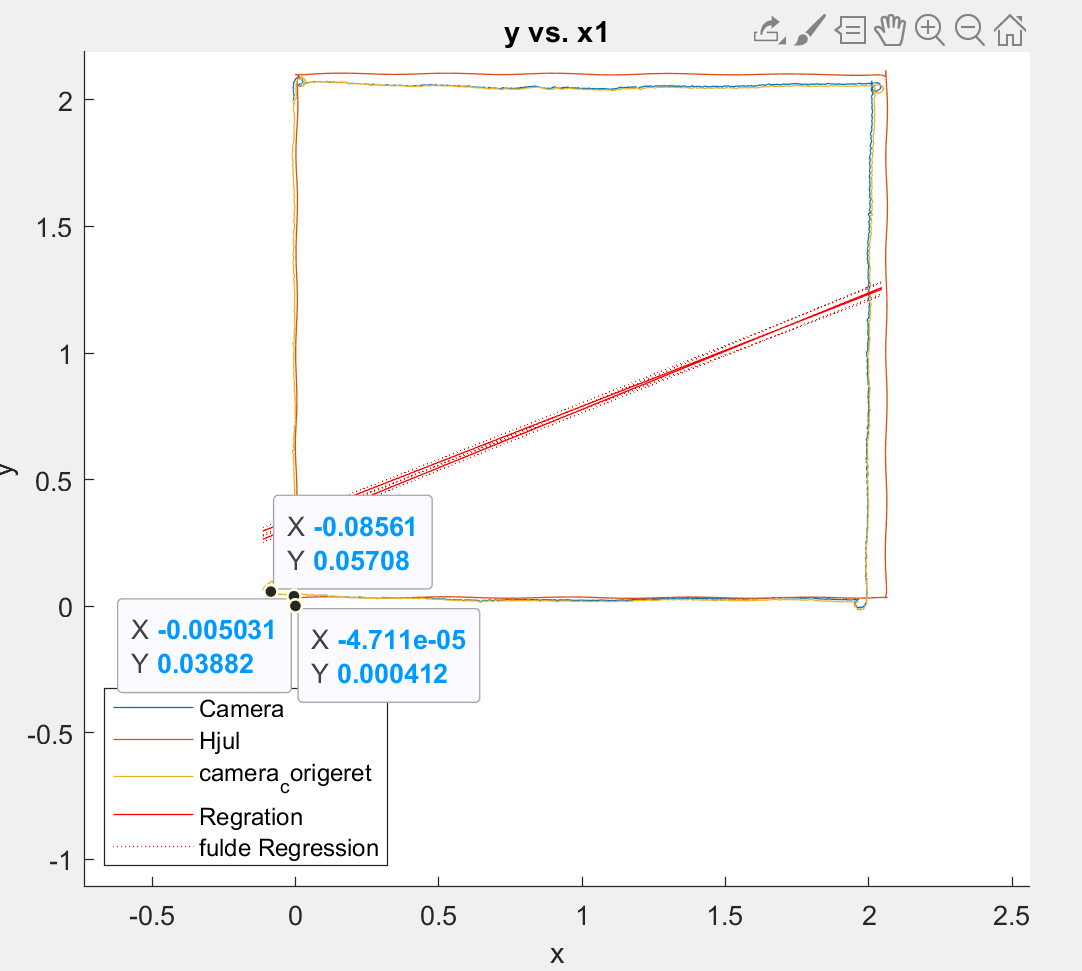 y vs. x1
2
1.5
1
0.5
0
-0.5
-1
y
X -0.08561
Y 0.05708
X -0.005031
Y 0.03882
X -4.711e-05
Y 0.000412
Camera
Hjul
camera_corigeret
Regration
fulde Regression
-0.5
0
0.5
1
1.5
2
2.5
x